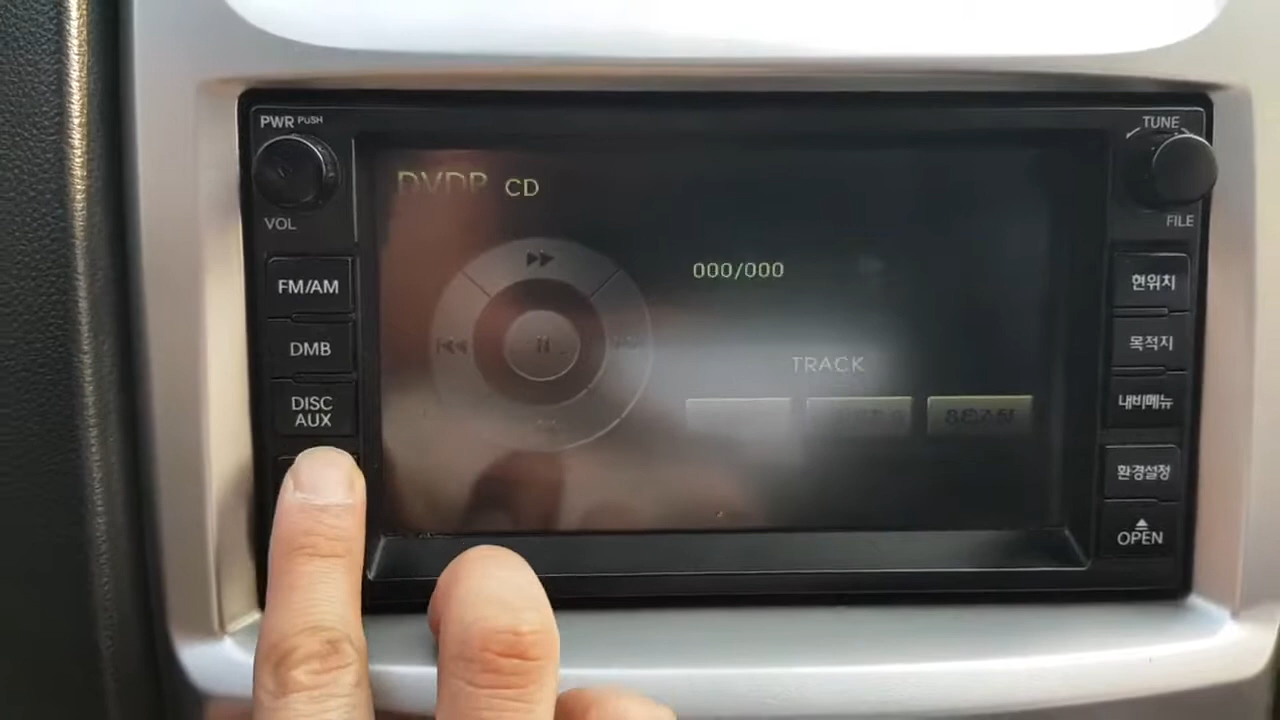 PWR PUSH
TUNE
DVDP CD
VOL
FILE
FM/AM
000/000
현위치
DMB
목적지
TRACK
DISC
AUX
내비메뉴
환경설정
OPEN